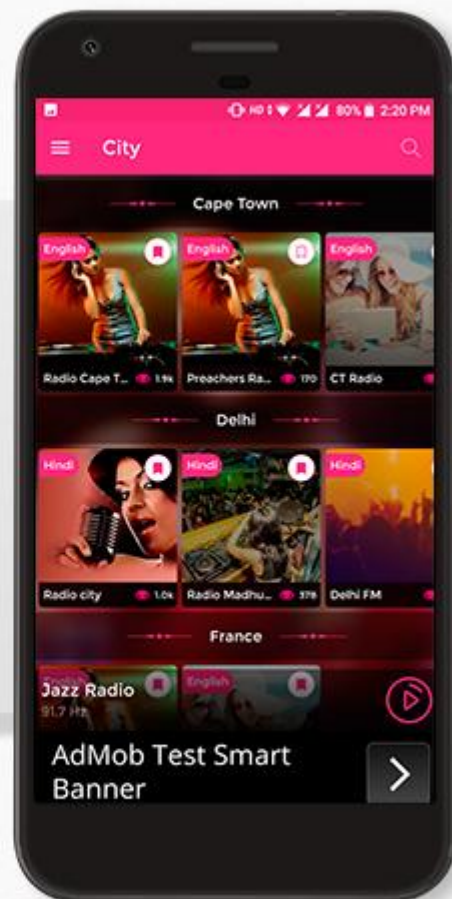 HD 80% 2:20 PM
City
Cape Town
English English English
Radio Cape T... 1.9k Preachers Ra... 170 CT Radio
Delhi
Hindi Hindi Hindi
Radio city 1.0k Radio Madhu... 378 Delhi FM
France
English English
Jazz Radio
91.7 Hz
AdMob Test Smart
Banner